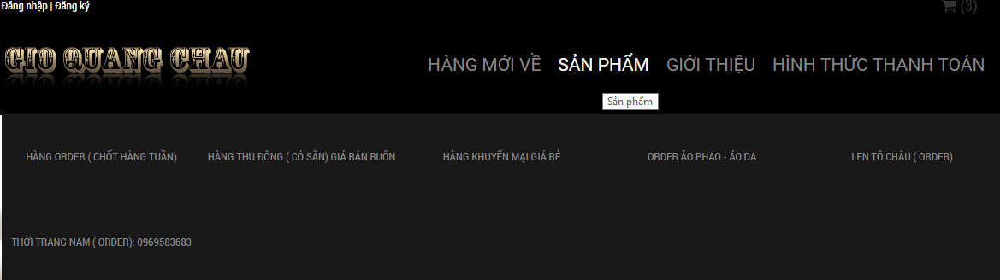 Đăng nhập | Đăng ký
(3)
GIO QUANG CHAU
HÀNG MỚI VỀ SẢN PHẨM GIỚI THIỆU HÌNH THỨC THANH TOÁN
Sản phẩm
HÀNG ORDER ( CHỐT HÀNG TUẦN) HÀNG THU ĐÔNG ( CÓ SẴN) GIÁ BÁN BUÔN HÀNG KHUYẾN MẠI GIÁ RẺ ORDER ÁO PHAO - ÁO DA LEN TÔ CHÂU ( ORDER)
THỜI TRANG NAM ( ORDER): 0969583683